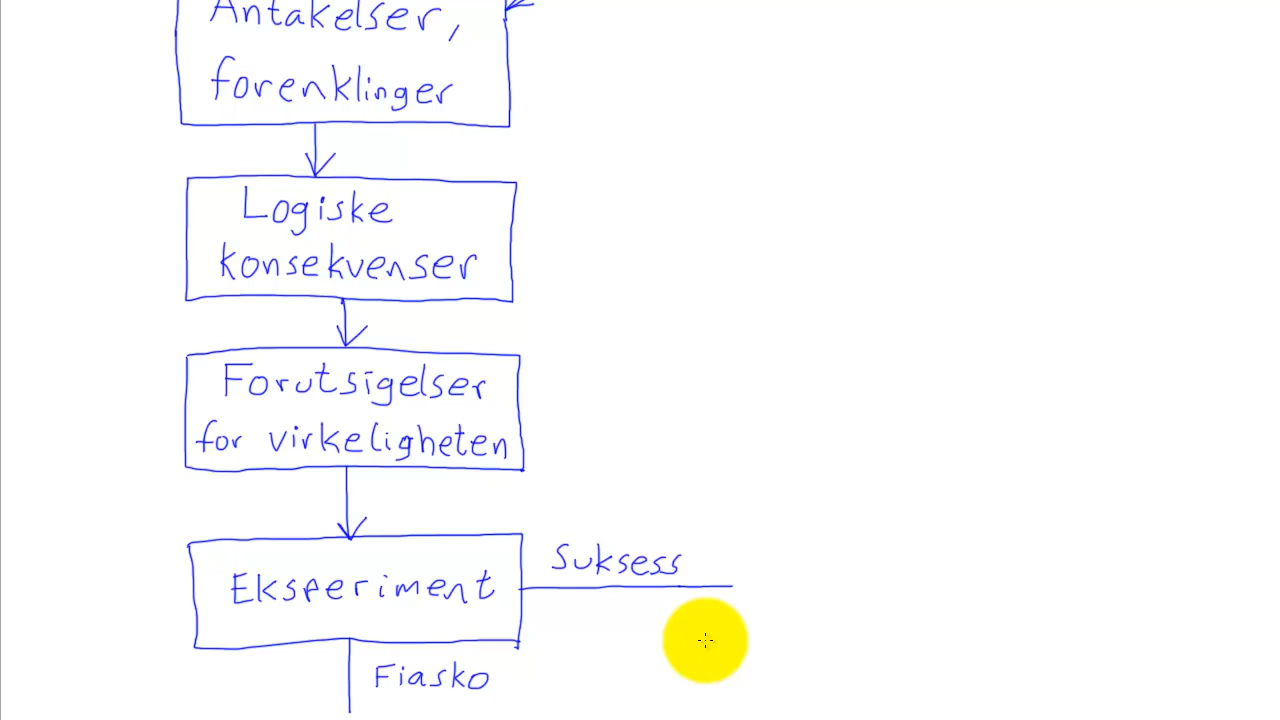 Antakelser,
forenklinger
Logiske
konsekvenser
Forutsigelser
for virkeligheten
Suksess
Eksperiment
Fiasko